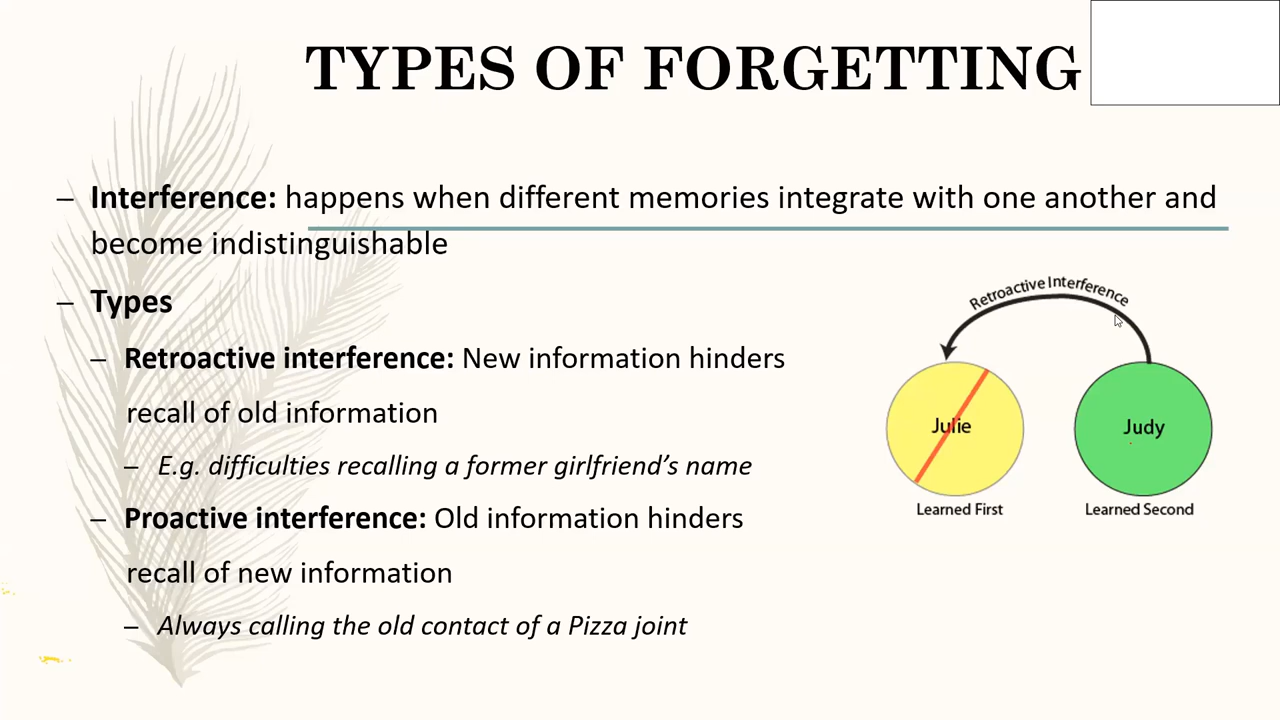 TYPES OF FORGETTING
– Interference: happens when different memories integrate with one another and
become indistinguishable
– Types
– Retroactive interference: New information hinders
recall of old information
– E.g. difficulties recalling a former girlfriend’s name
– Proactive interference: Old information hinders
recall of new information
– Always calling the old contact of a Pizza joint
Retroactive Interference
Julie
Judy
Learned First
Learned Second